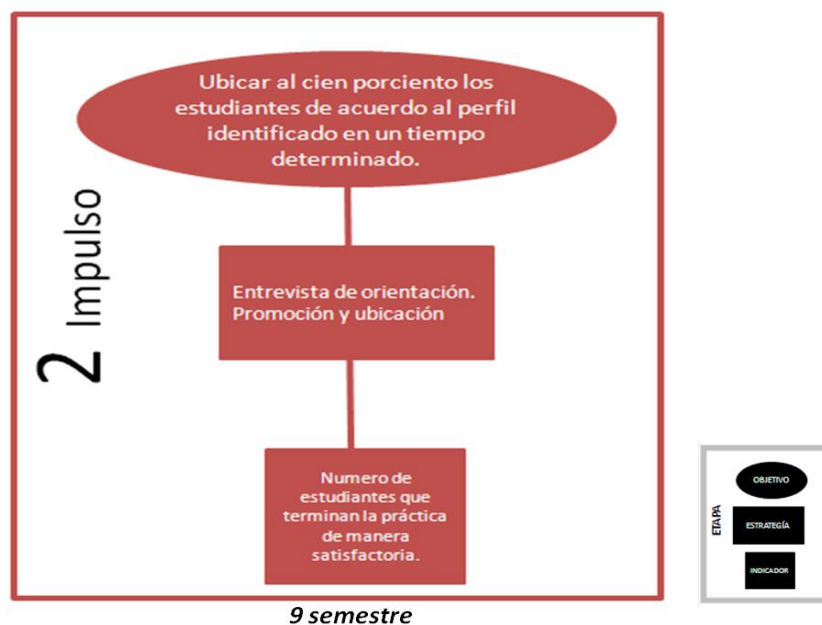 Ubicar al cien porciento los
estudiantes de acuerdo al perfil
identificado en un tiempo
determinado.
2 Impulso
Entrevista de orientación.
Promoción y ubicación
Numero de
estudiantes que
terminan la práctica
de manera
satisfactoria.
9 semestre
ETAPA
OBJETIVO
ESTRATEGÍA
INDICADOR